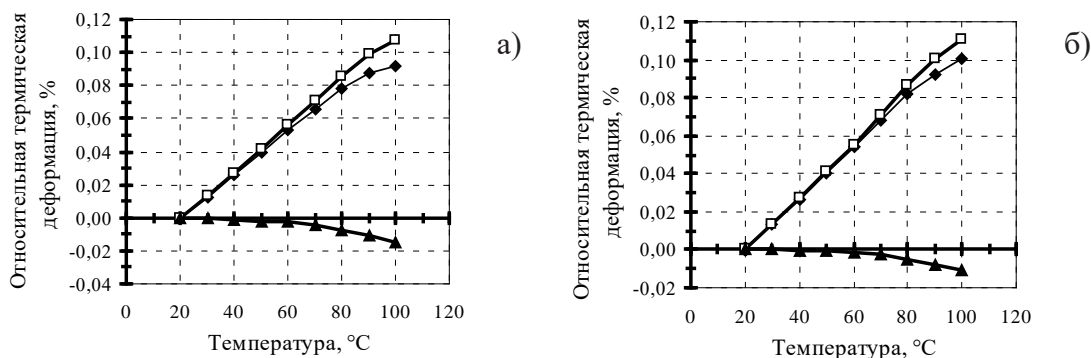 Относительная термическая
деформация, %
0,12
0,10
0,08
0,06
0,04
0,02
0,00
-0,02
-0,04
0 20 40 60 80 100 120
Температура, °C
а)
Относительная термическая
деформация, %
0,12
0,10
0,08
0,06
0,04
0,02
0,00
-0,02
0 20 40 60 80 100 120
Температура, °C
б)